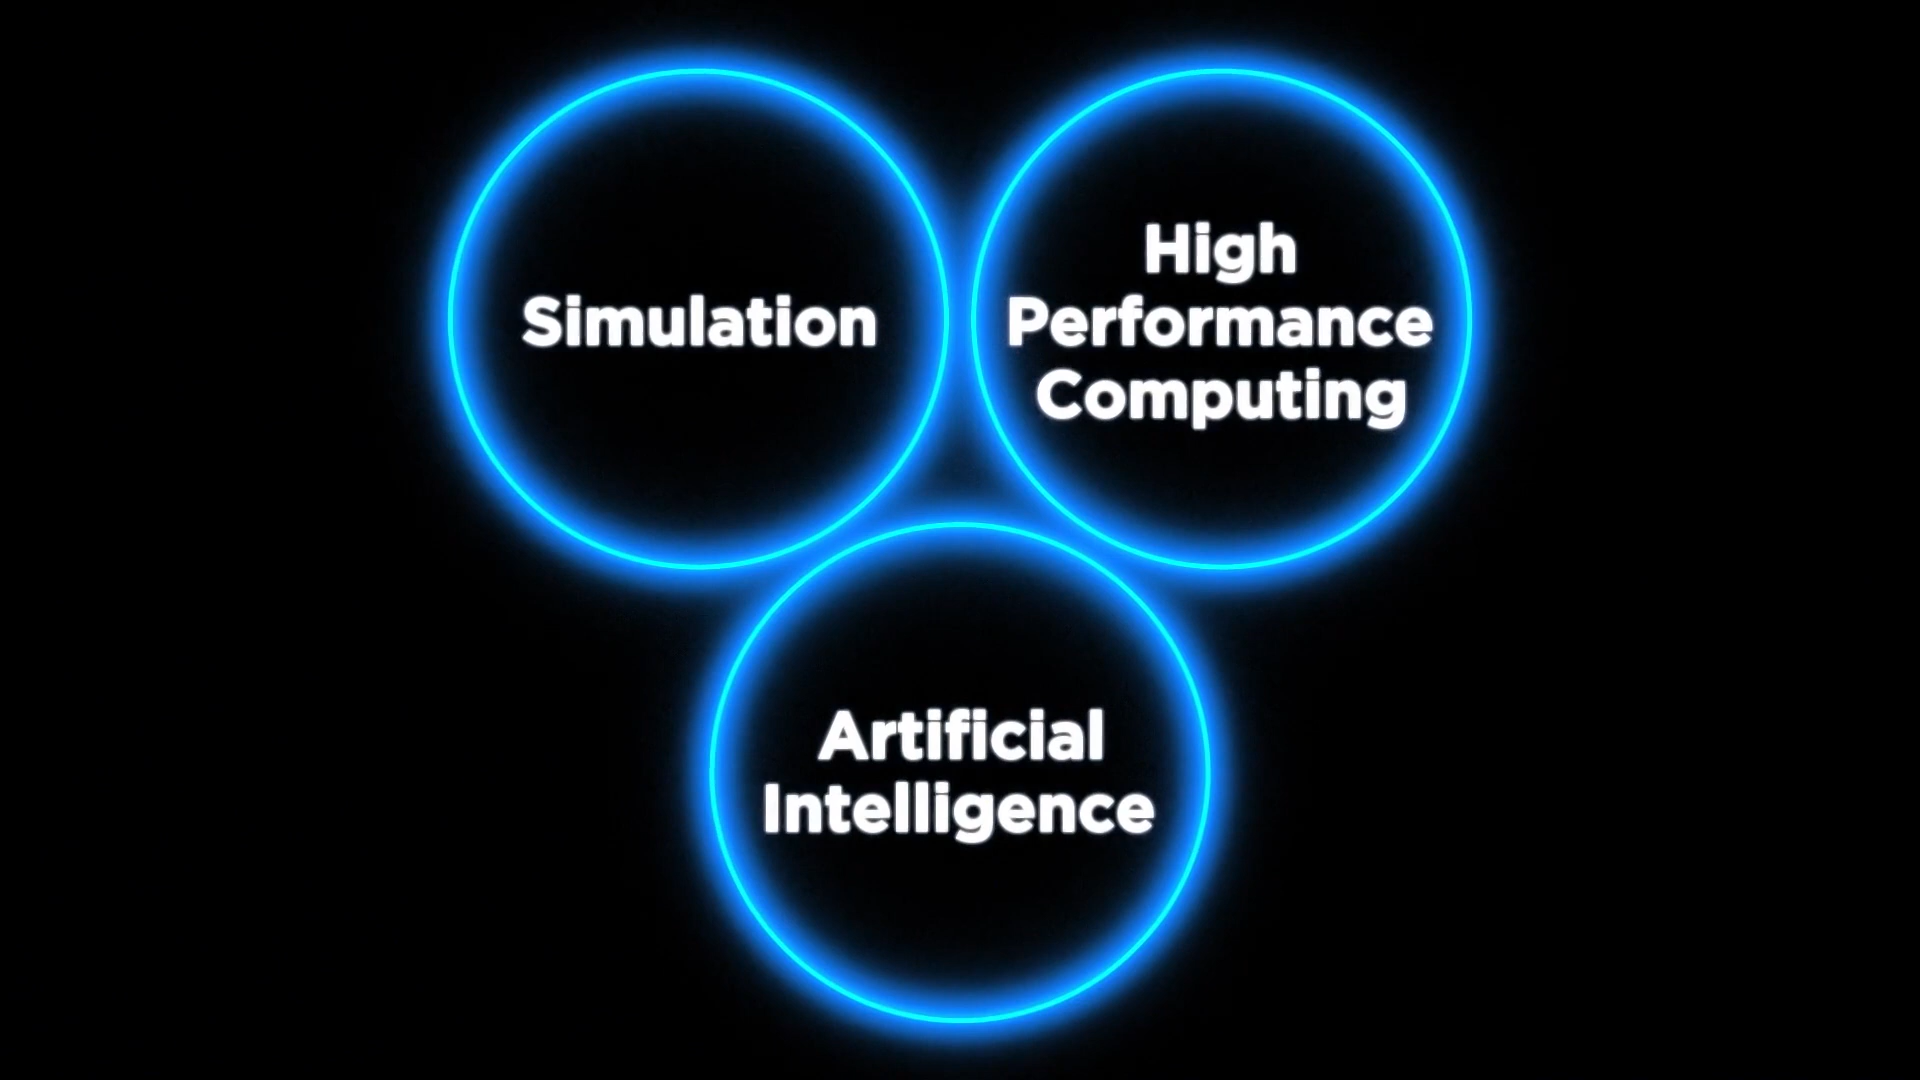 Simulation
High
Performance
Computing
Artificial
Intelligence